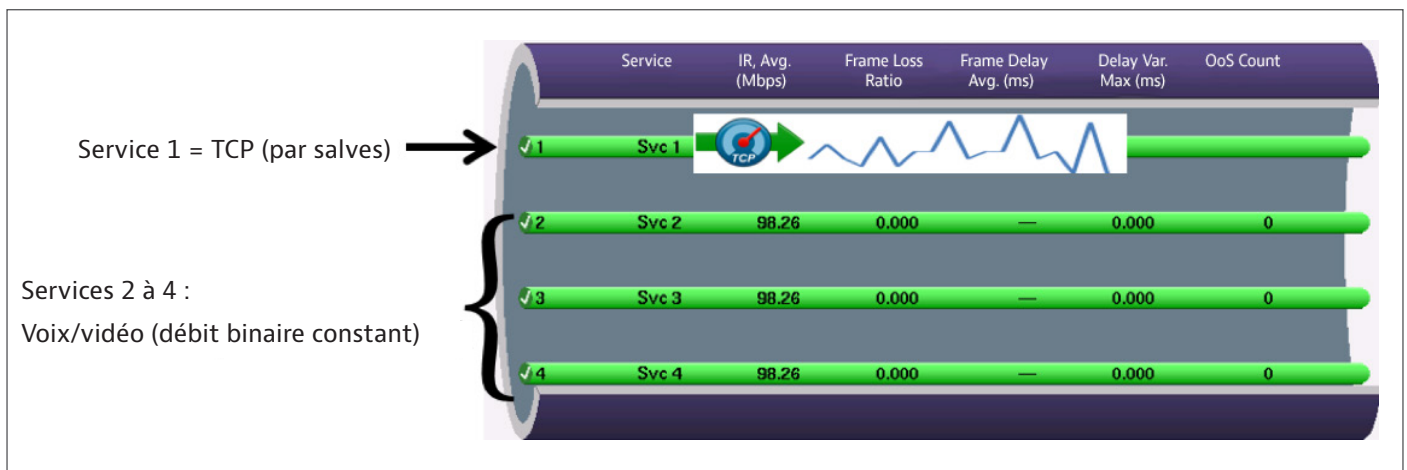 Service IR, Avg. (Mbps) Frame Loss Ratio Frame Delay Avg. (ms) Delay Var. Max (ms) OoS Count
Service 1 = TCP (par salves)
1 Svc 1 TCP
2 Svc 2 98.26 0.000 — 0.000 0
Services 2 à 4 :
3 Svc 3 98.26 0.000 — 0.000 0
Voix/vidéo (débit binaire constant)
4 Svc 4 98.26 0.000 — 0.000 0